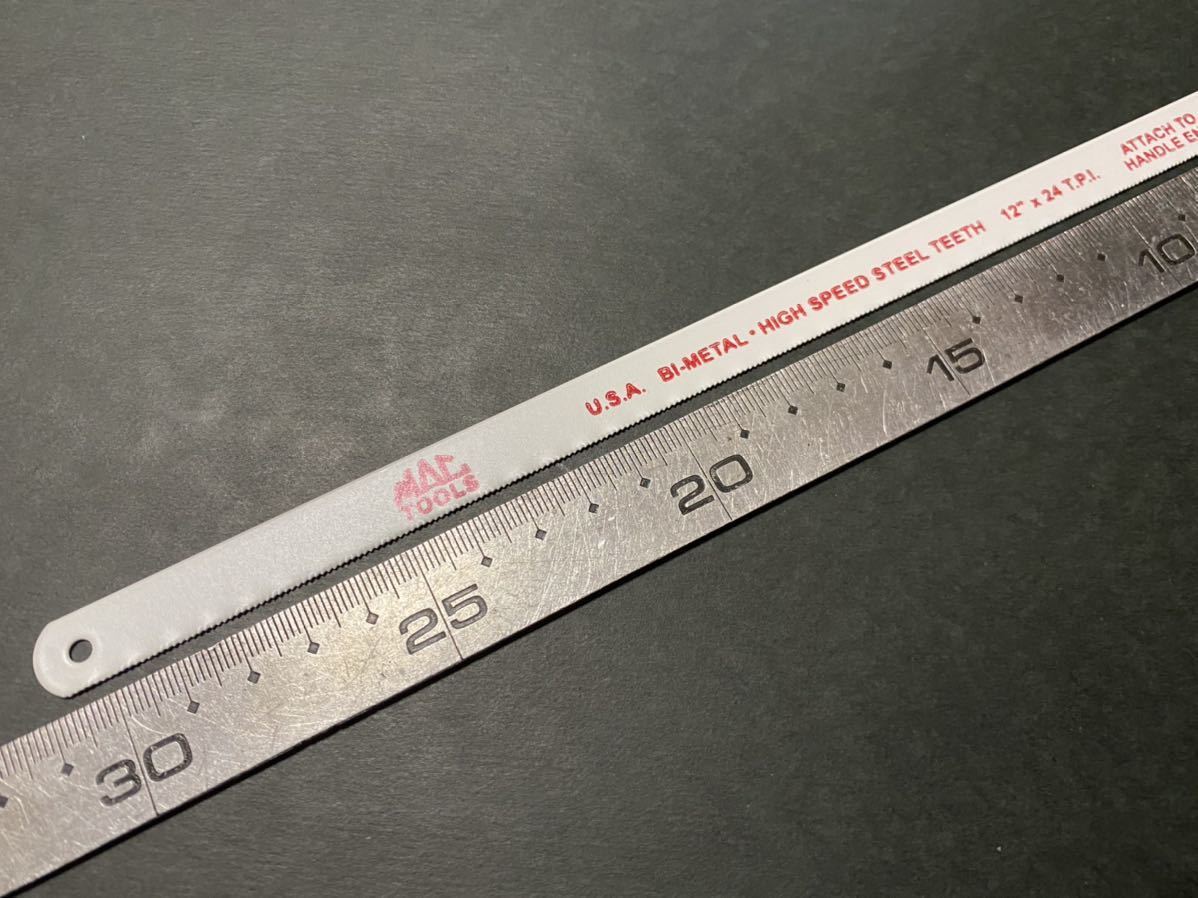 MAC
TOOLS
U.S.A. BI-METAL • HIGH SPEED STEEL TEETH 12" x 24 T.P.I.
ATTACH TO
HANDLE
30
25
20
15
10